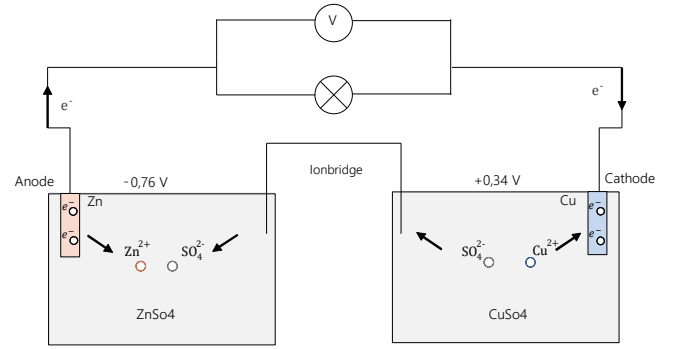 V
e-
e-
Ionbridge
Anode
-0,76 V
+0,34 V
Cathode
Zn
Cu
e−
e−
e−
e−
Zn2+
SO42-
SO42-
Cu2+
ZnSo4
CuSo4